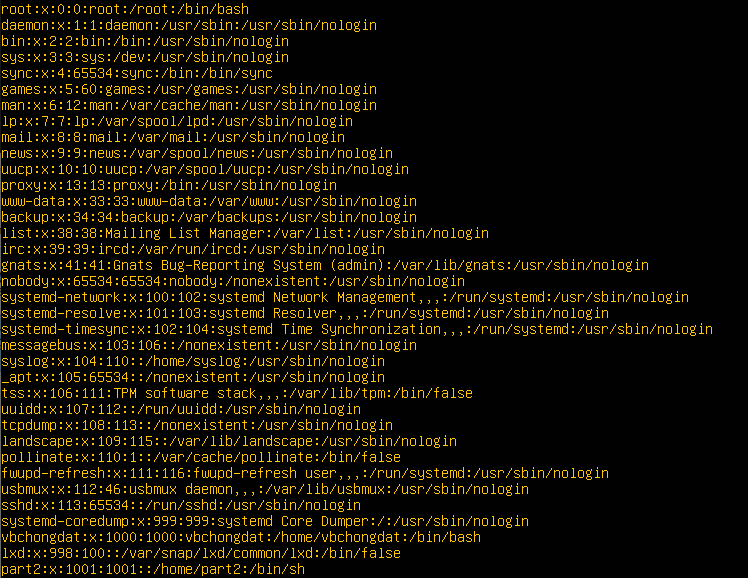 root:x:0:0:root:/root:/bin/bash
daemon:x:1:1:daemon:/usr/sbin:/usr/sbin/nologin
bin:x:2:2:bin:/bin:/usr/sbin/nologin
sys:x:3:3:sys:/dev:/usr/sbin/nologin
sync:x:4:65534:sync:/bin:/bin/sync
games:x:5:60:games:/usr/games:/usr/sbin/nologin
man:x:6:12:man:/var/cache/man:/usr/sbin/nologin
lp:x:7:7:lp:/var/spool/lpd:/usr/sbin/nologin
mail:x:8:8:mail:/var/mail:/usr/sbin/nologin
news:x:9:9:news:/var/spool/news:/usr/sbin/nologin
uucp:x:10:10:uucp:/var/spool/uucp:/usr/sbin/nologin
proxy:x:13:13:proxy:/bin:/usr/sbin/nologin
www-data:x:33:33:www-data:/var/www:/usr/sbin/nologin
backup:x:34:34:backup:/var/backups:/usr/sbin/nologin
list:x:38:38:Mailing List Manager:/var/list:/usr/sbin/nologin
irc:x:39:39:ircd:/var/run/ircd:/usr/sbin/nologin
gnats:x:41:41:Gnats Bug-Reporting System (admin):/var/lib/gnats:/usr/sbin/nologin
nobody:x:65534:65534:nobody:/nonexistent:/usr/sbin/nologin
systemd-network:x:100:102:systemd Network Management,,,:/run/systemd:/usr/sbin/nologin
systemd-resolve:x:101:103:systemd Resolver,,,:/run/systemd:/usr/sbin/nologin
systemd-timesync:x:102:104:systemd Time Synchronization,,,:/run/systemd:/usr/sbin/nologin
messagebus:x:103:106::/nonexistent:/usr/sbin/nologin
syslog:x:104:110::/home/syslog:/usr/sbin/nologin
_apt:x:105:65534::/nonexistent:/usr/sbin/nologin
tss:x:106:111:TPM software stack,,,:/var/lib/tpm:/bin/false
uuidd:x:107:112::/run/uuidd:/usr/sbin/nologin
tcpdump:x:108:113::/nonexistent:/usr/sbin/nologin
landscape:x:109:115::/var/lib/landscape:/usr/sbin/nologin
pollinate:x:110:1::/var/cache/pollinate:/bin/false
fwupd-refresh:x:111:116:fwupd-refresh user,,,:/run/systemd:/usr/sbin/nologin
usbmux:x:112:46:usbmux daemon,,,:/var/lib/usbmux:/usr/sbin/nologin
sshd:x:113:65534::/run/sshd:/usr/sbin/nologin
systemd-coredump:x:999:999:systemd Core Dumper:/:/usr/sbin/nologin
vbchongdat:x:1000:1000:vbchongdat:/home/vbchongdat:/bin/bash
lxd:x:998:100::/var/snap/lxd/common/lxd:/bin/false
part2:x:1001:1001::/home/part2:/bin/sh